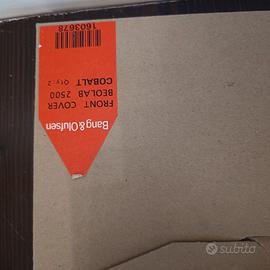 Bang & Olufsen
FRONT COVER
BEOLAB 2500
COBALT Qty: 2
1603678
subito